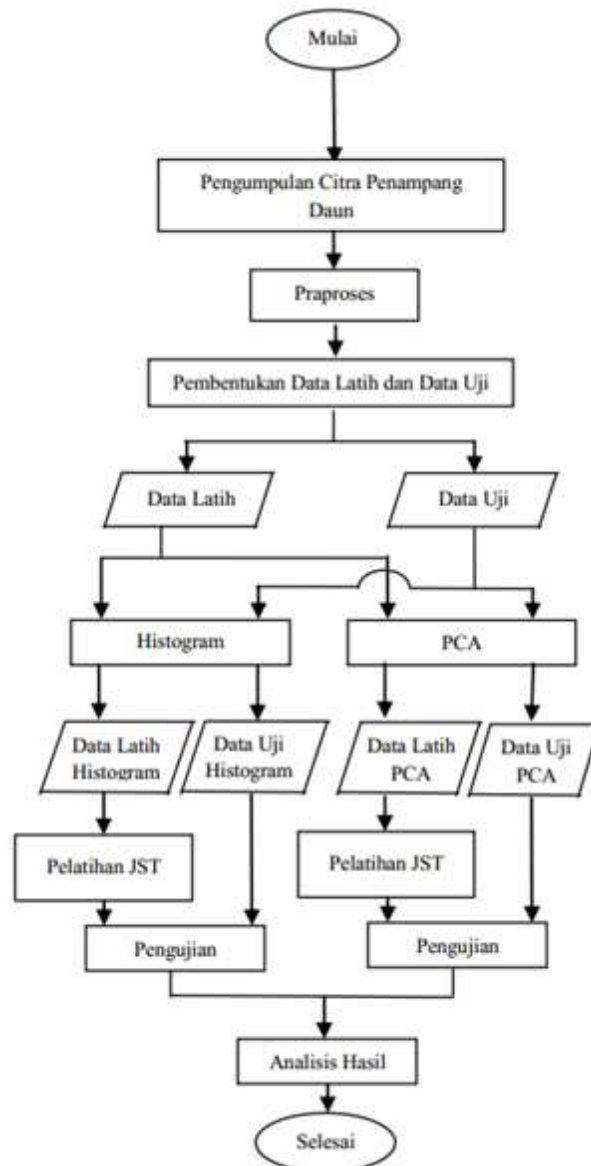 Mulai
Pengumpulan Citra Penampang
Daun
Praproses
Pembentukan Data Latih dan Data Uji
Data Latih
Data Uji
Histogram
PCA
Data Latih
Histogram
Data Uji
Histogram
Data Latih
PCA
Data Uji
PCA
Pelatihan JST
Pelatihan JST
Pengujian
Pengujian
Analisis Hasil
Selesai